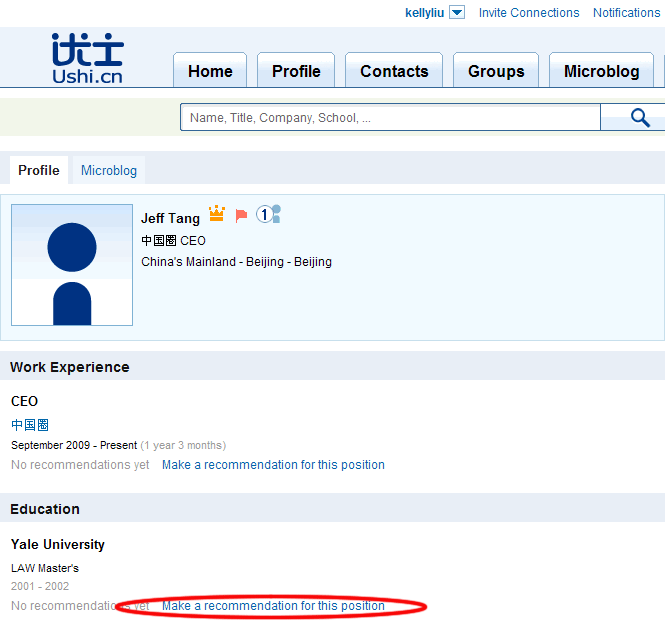 kellyliu Invite Connections Notifications
优士
Ushi.cn
Home Profile Contacts Groups Microblog
Name, Title, Company, School, ...
Profile Microblog
Jeff Tang 1
中国圈 CEO
China's Mainland - Beijing - Beijing
Work Experience
CEO
中国圈
September 2009 - Present (1 year 3 months)
No recommendations yet Make a recommendation for this position
Education
Yale University
LAW Master's
2001 - 2002
No recommendations yet Make a recommendation for this position